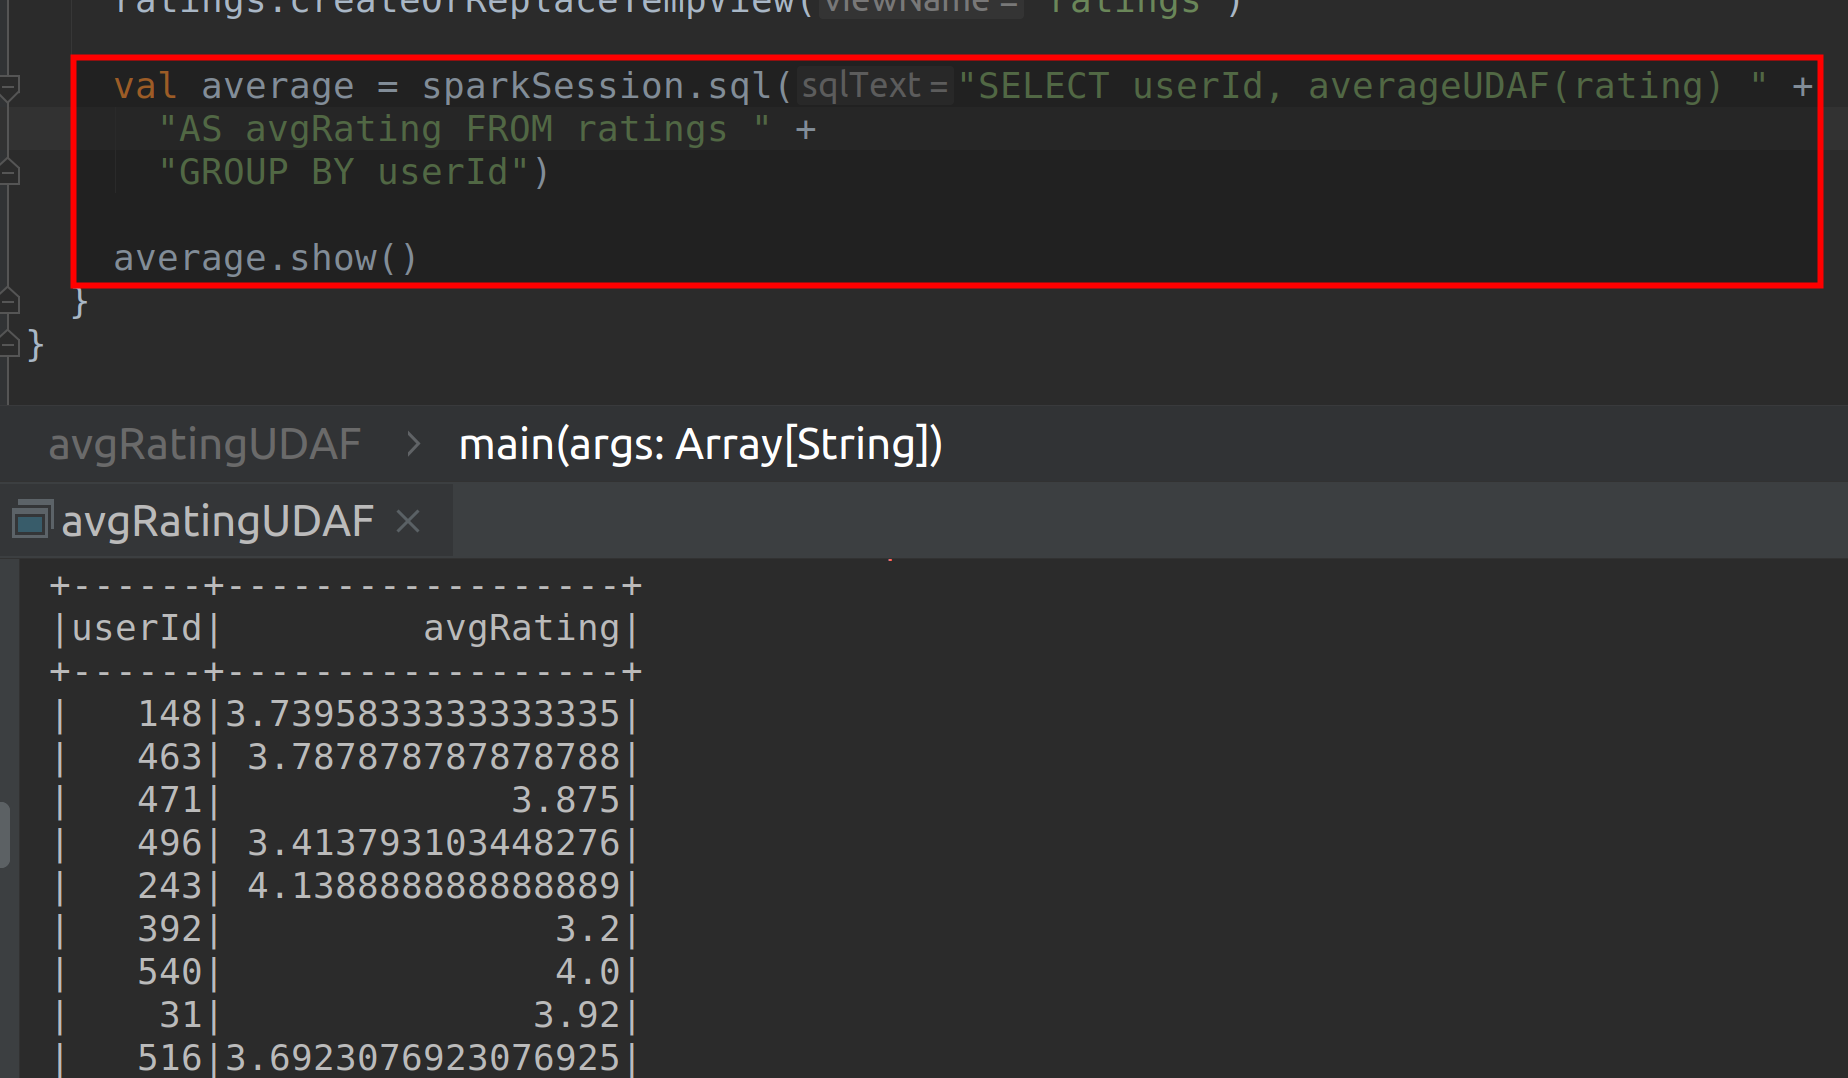 ratings.createOrReplaceTempView( viewName = "ratings")
val average = sparkSession.sql( sqlText = "SELECT userId, averageUDAF(rating) " +
"AS avgRating FROM ratings " +
"GROUP BY userId")
average.show()
}
}
avgRatingUDAF > main(args: Array[String])
avgRatingUDAF ×
+------+------------------+
|userId|         avgRating|
+------+------------------+
|   148|3.7395833333333335|
|   463| 3.787878787878788|
|   471|             3.875|
|   496| 3.413793103448276|
|   243| 4.138888888888889|
|   392|               3.2|
|   540|               4.0|
|    31|              3.92|
|   516|3.6923076923076925|